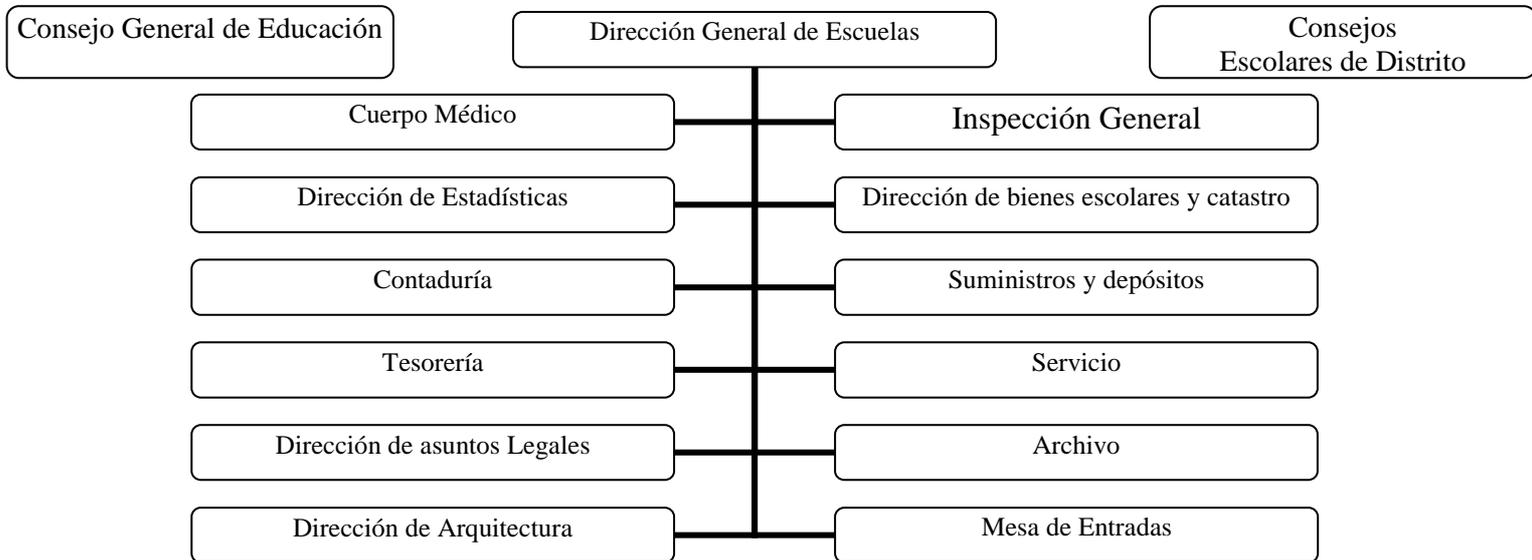 Consejo General de Educación
Dirección General de Escuelas
Consejos
Escolares de Distrito
Cuerpo Médico
Inspección General
Dirección de Estadísticas
Dirección de bienes escolares y catastro
Contaduría
Suministros y depósitos
Tesorería
Servicio
Dirección de asuntos Legales
Archivo
Dirección de Arquitectura
Mesa de Entradas